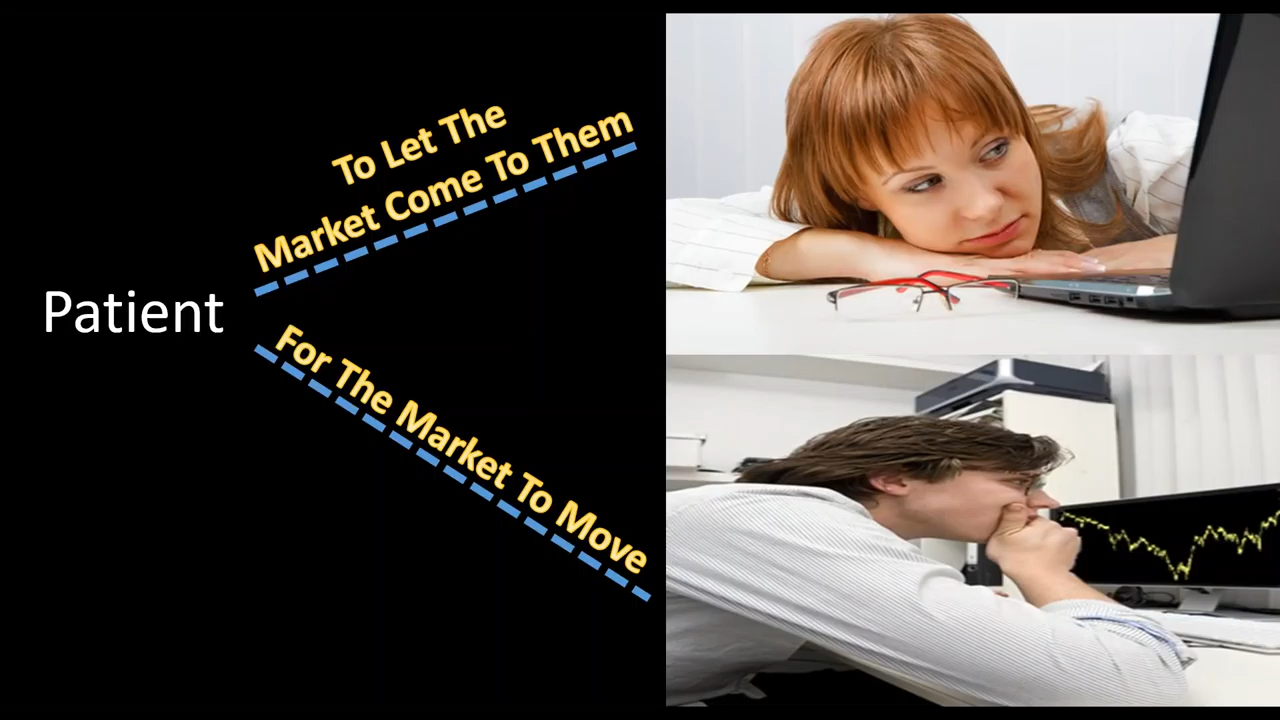 Patient
To Let The
Market Come To Them
For The Market To Move